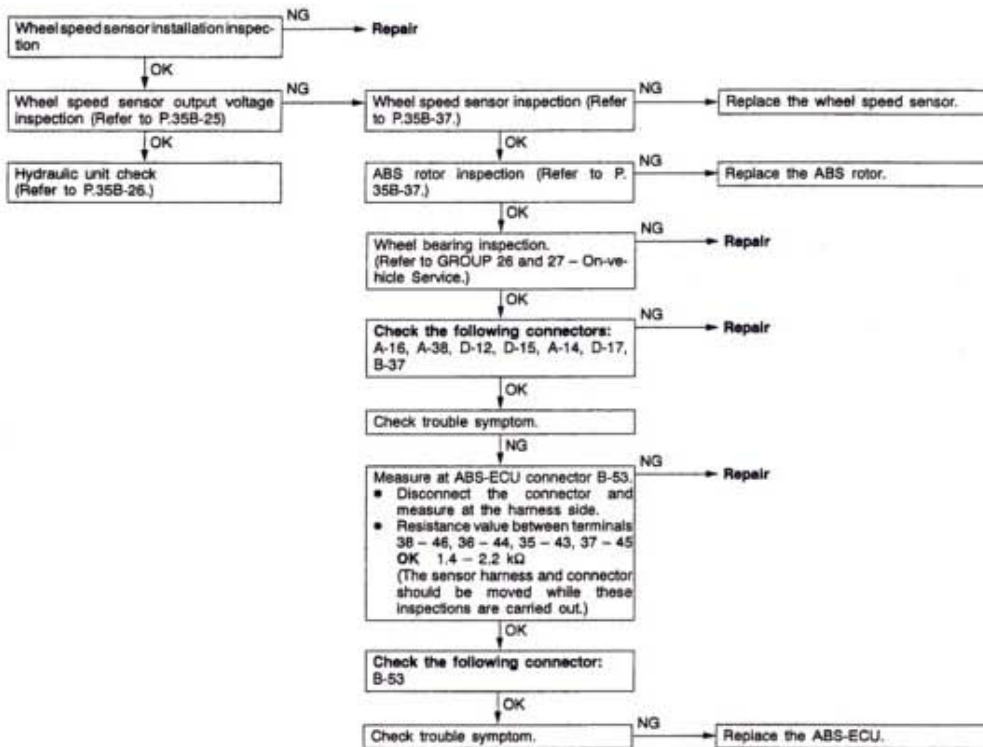 NG
Wheel speed sensor installation inspec-
tion
Repair
OK
NG
Wheel speed sensor output voltage
inspection (Refer to P.35B-25)
Wheel speed sensor inspection (Refer
to P.35B-37.)
NG
Replace the wheel speed sensor.
OK
OK
Hydraulic unit check
(Refer to P.35B-26.)
ABS rotor inspection (Refer to P.
35B-37.)
NG
Replace the ABS rotor.
OK
NG
Wheel bearing inspection.
(Refer to GROUP 26 and 27 – On-ve-
hicle Service.)
Repair
OK
NG
Check the following connectors:
A-16, A-38, D-12, D-15, A-14, D-17,
B-37
Repair
OK
Check trouble symptom.
NG
NG
Measure at ABS-ECU connector B-53.
Repair
● Disconnect the connector and
measure at the harness side.
● Resistance value between terminals
38 – 46, 36 – 44, 35 – 43, 37 – 45
OK 1.4 – 2.2 kΩ
(The sensor harness and connector
should be moved while these
inspections are carried out.)
OK
Check the following connector:
B-53
OK
NG
Check trouble symptom.
Replace the ABS-ECU.